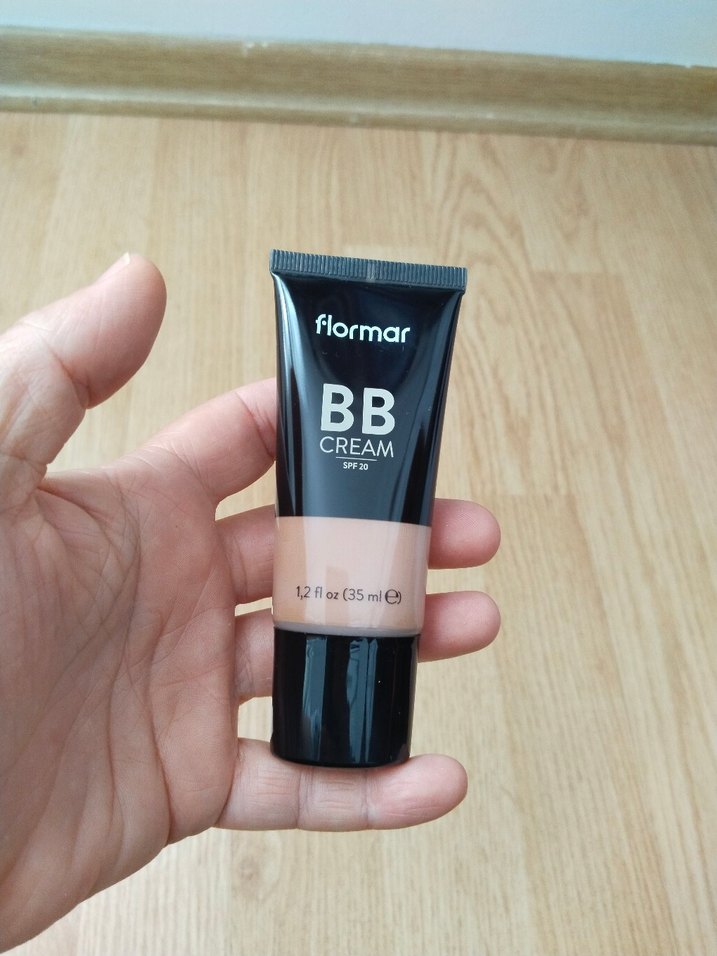 flormar
BB
CREAM
SPF 20
1,2 fl oz (35 ml ℮)